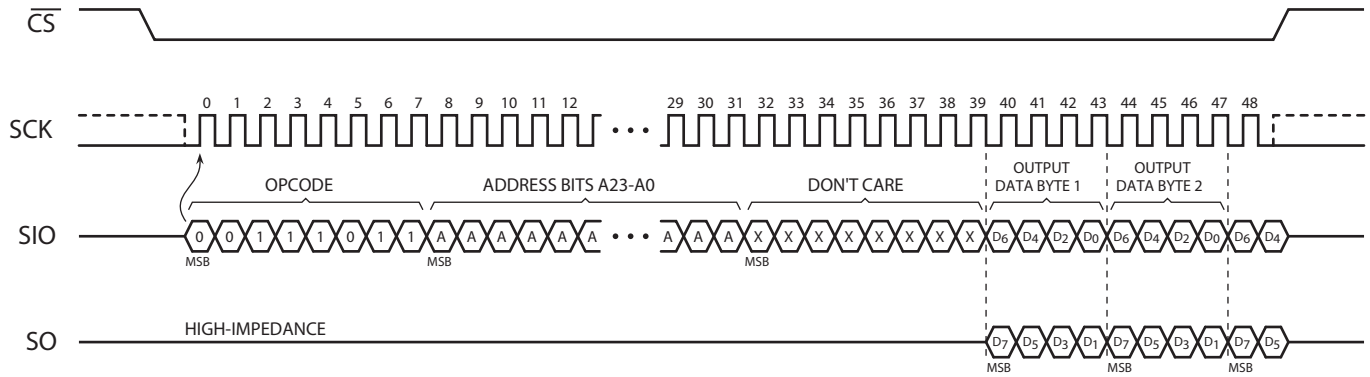 CS
0 1 2 3 4 5 6 7 8 9 10 11 12 29 30 31 32 33 34 35 36 37 38 39 40 41 42 43 44 45 46 47 48
SCK • • •
OPCODE ADDRESS BITS A23-A0 DON'T CARE OUTPUT DATA BYTE 1 OUTPUT DATA BYTE 2
SIO 0 0 1 1 1 0 1 1 A A A A A A • • • A A A X X X X X X X X D6 D4 D2 D0 D6 D4 D2 D0 D6 D4
MSB MSB MSB
HIGH-IMPEDANCE
SO D7 D5 D3 D1 D7 D5 D3 D1 D7 D5
MSB MSB MSB